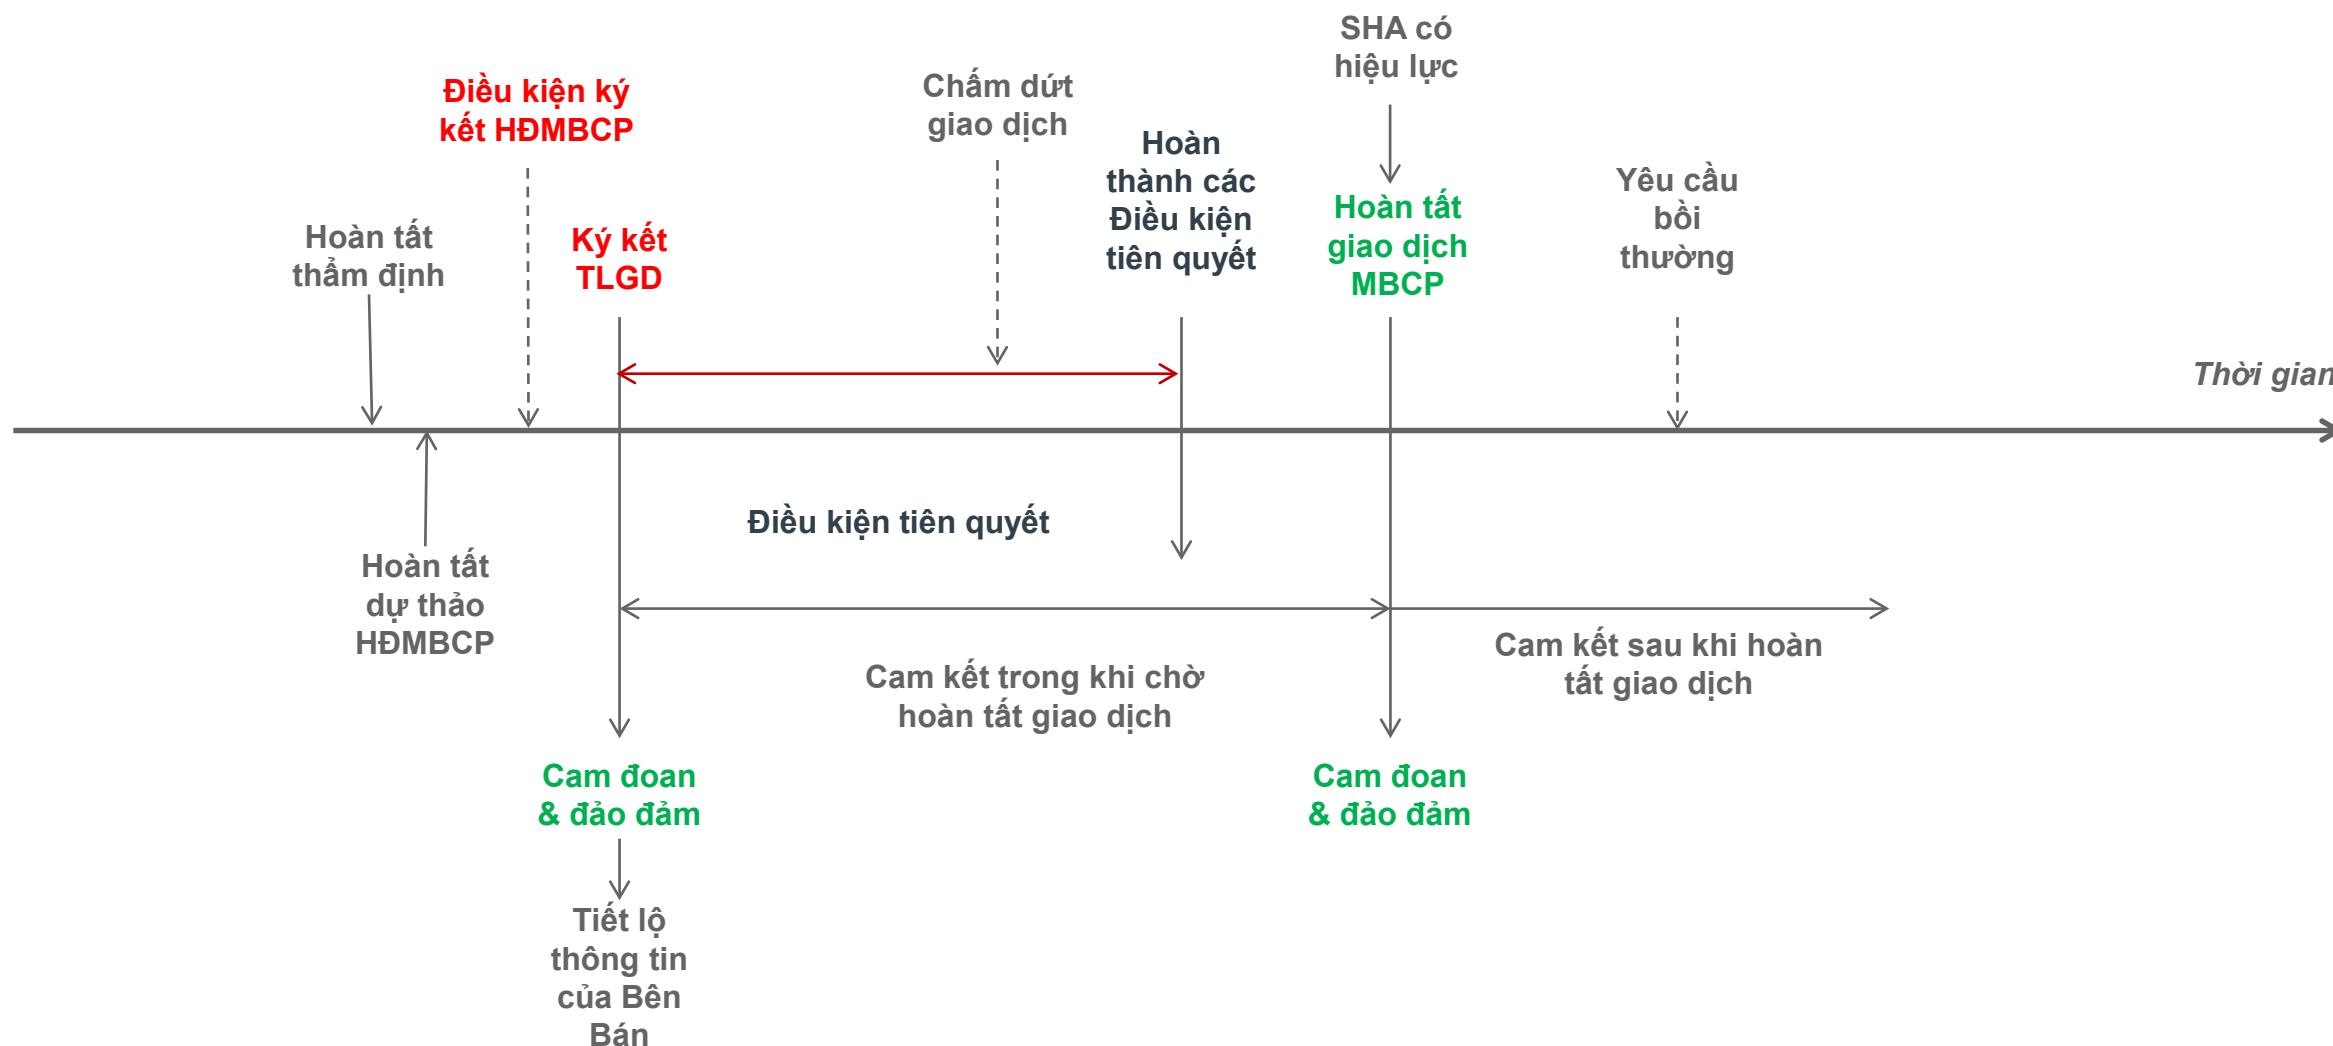 SHA có
hiệu lực
Điều kiện ký
kết HĐMBCP
Chấm dứt
giao dịch
Hoàn
thành các
Điều kiện
tiên quyết
Hoàn tất
giao dịch
MBCP
Yêu cầu
bồi
thường
Hoàn tất
thẩm định
Ký kết
TLGD
Thời gian
Điều kiện tiên quyết
Hoàn tất
dự thảo
HĐMBCP
Cam kết trong khi chờ
hoàn tất giao dịch
Cam kết sau khi hoàn
tất giao dịch
Cam đoan
& đảo đảm
Cam đoan
& đảo đảm
Tiết lộ
thông tin
của Bên
Bán